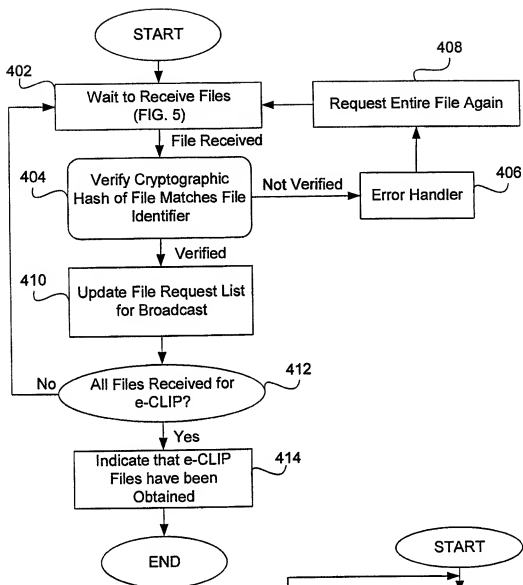 START
402
408
Wait to Receive Files
(FIG. 5)
Request Entire File Again
File Received
404
Verify Cryptographic
Hash of File Matches File
Identifier
Not Verified
Error Handler
406
Verified
410
Update File Request List
for Broadcast
No
All Files Received for
e-CLIP?
412
Yes
Indicate that e-CLIP
Files have been
Obtained
414
END
START